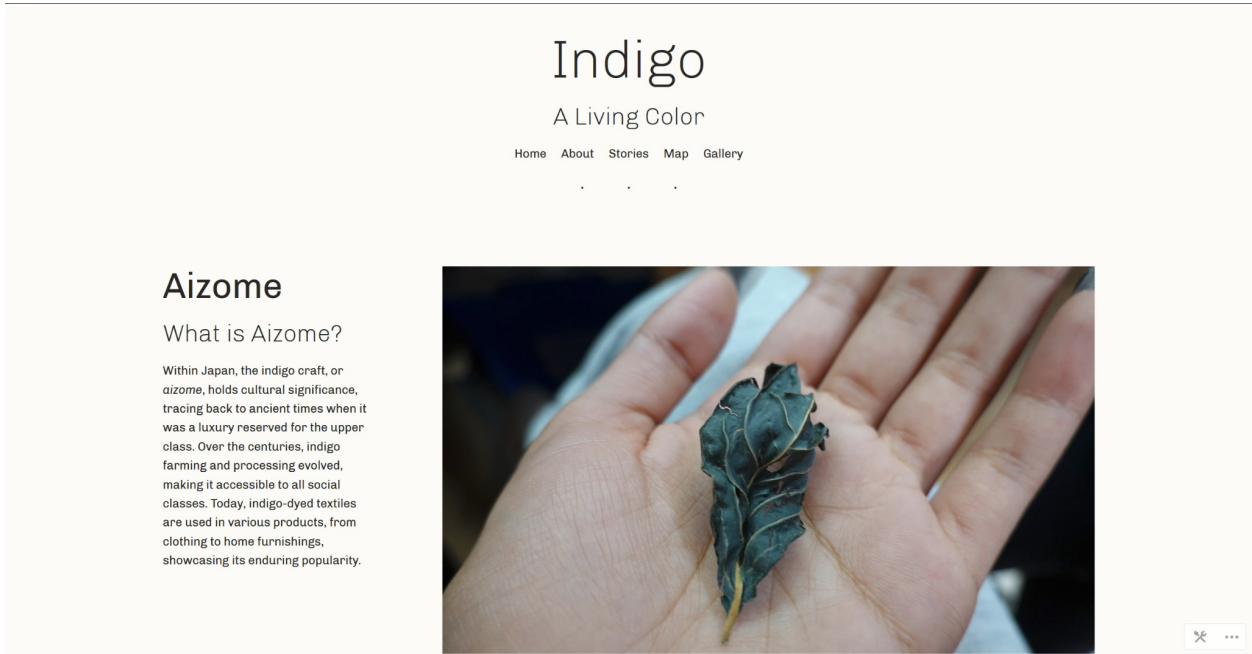 Indigo
A Living Color
Home About Stories Map Gallery
. . .
Aizome
What is Aizome?
Within Japan, the indigo craft, or
aizome, holds cultural significance,
tracing back to ancient times when it
was a luxury reserved for the upper
class. Over the centuries, indigo
farming and processing evolved,
making it accessible to all social
classes. Today, indigo-dyed textiles
are used in various products, from
clothing to home furnishings,
showcasing its enduring popularity.